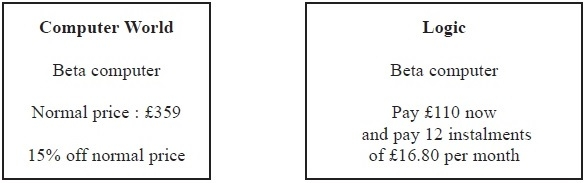 Computer World
Beta computer
Normal price : £359
15% off normal price
Logic
Beta computer
Pay £110 now
and pay 12 instalments
of £16.80 per month